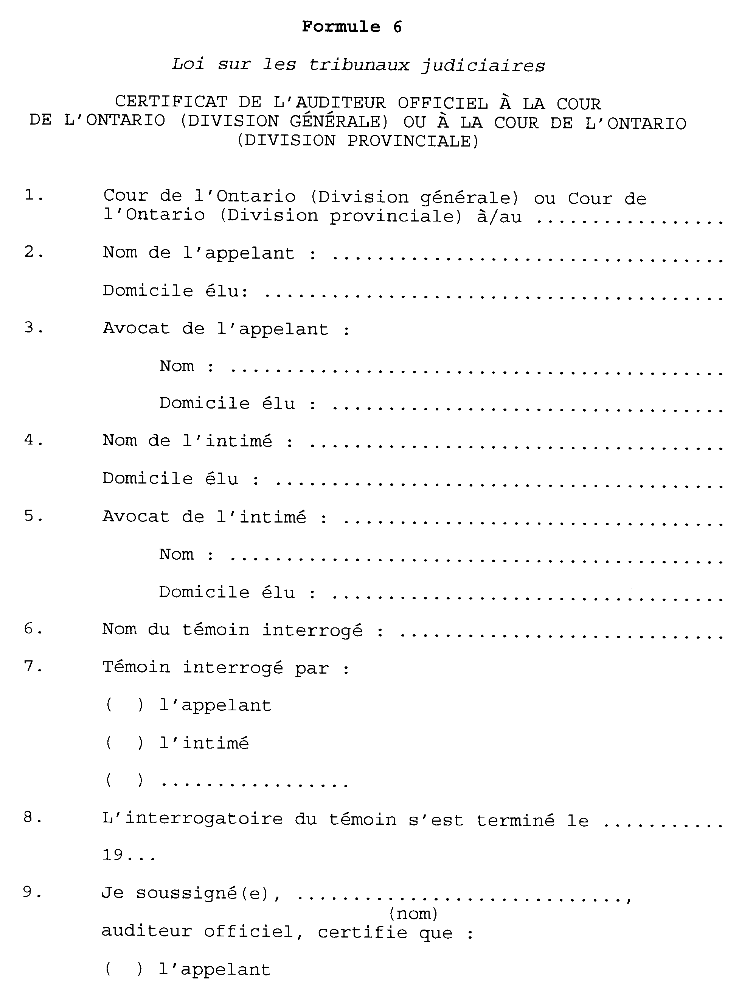 Formule 6
Loi sur les tribunaux judiciaires
CERTIFICAT DE L'AUDITEUR OFFICIEL À LA COUR
DE L'ONTARIO (DIVISION GÉNÉRALE) OU À LA COUR DE L'ONTARIO
(DIVISION PROVINCIALE)
1. Cour de l'Ontario (Division générale) ou Cour de
l'Ontario (Division provinciale) à/au .................
2. Nom de l'appelant : ...................................
Domicile élu: .........................................
3. Avocat de l'appelant :
Nom : ............................................
Domicile élu : ...................................
4. Nom de l'intimé : .....................................
Domicile élu : ........................................
5. Avocat de l'intimé : ..................................
Nom : ............................................
Domicile élu : ...................................
6. Nom du témoin interrogé : .............................
7. Témoin interrogé par :
( ) l'appelant
( ) l'intimé
( ) .................
8. L'interrogatoire du témoin s'est terminé le ...........
19...
9. Je soussigné(e), .............................,
(nom)
auditeur officiel, certifie que :
( ) l'appelant